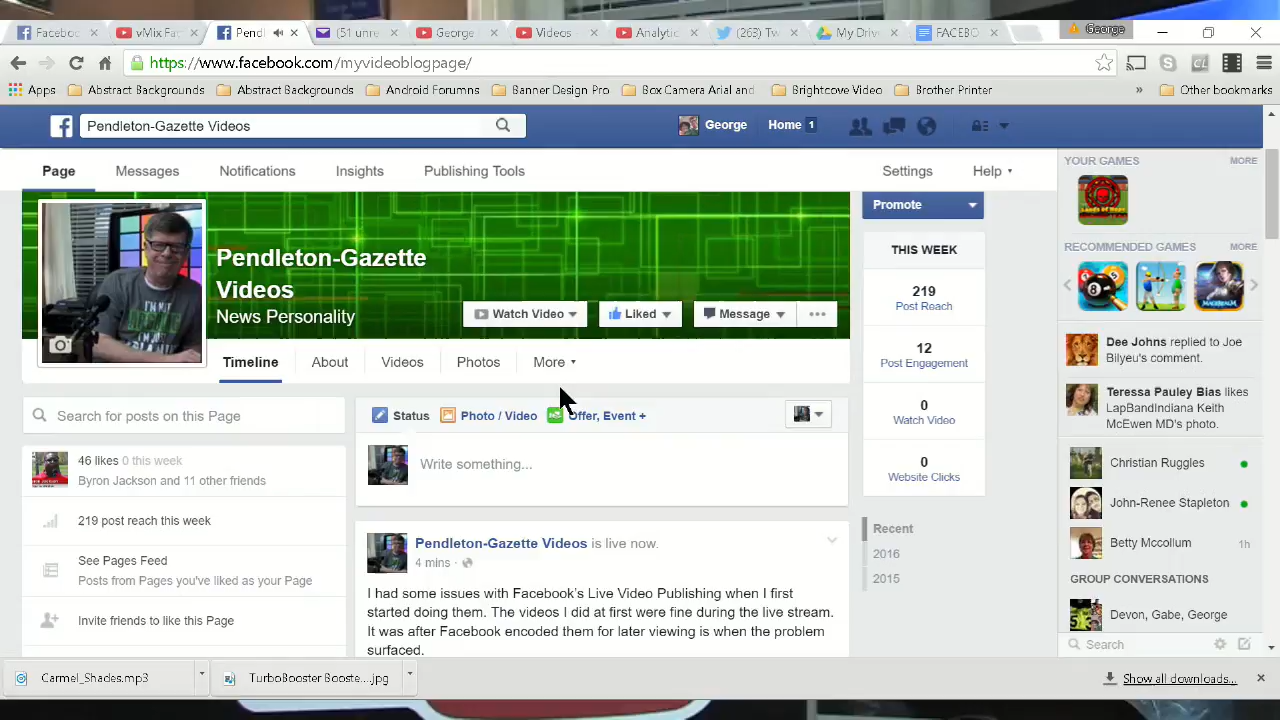 Faceboo
vMix Fac
Pendl
(51 unre
George
Videos
Analytic
(263) Tw
My Driv
FACEBO
George
https://www.facebook.com/myvideoblogpage/
Apps
Abstract Backgrounds
Abstract Backgrounds
Android Forumns
Banner Design Pro
Box Camera Arial and
Brightcove Video
Brother Printer
»
Other bookmarks
Pendleton-Gazette Videos
George
Home 1
Page
Messages
Notifications
Insights
Publishing Tools
Settings
Help
YOUR GAMES
MORE
Pendleton-Gazette
Videos
News Personality
Watch Video
Liked
Message
•••
Promote
THIS WEEK
219
Post Reach
12
Post Engagement
0
Watch Video
0
Website Clicks
RECOMMENDED GAMES
MORE
Timeline
About
Videos
Photos
More
Dee Johns replied to Joe
Bilyeu's comment.
Teressa Pauley Bias likes
LapBandIndiana Keith
McEwen MD's photo.
Search for posts on this Page
Status
Photo / Video
Offer, Event +
Write something...
46 likes 0 this week
Byron Jackson and 11 other friends
219 post reach this week
See Pages Feed
Posts from Pages you've liked as your Page
Invite friends to like this Page
Pendleton-Gazette Videos is live now.
4 mins ·
I had some issues with Facebook's Live Video Publishing when I first
started doing them. The videos I did at first were fine during the live stream.
It was after Facebook encoded them for later viewing is when the problem
surfaced.
Recent
2016
2015
Christian Ruggles
John-Renee Stapleton
Betty Mccollum
1h
GROUP CONVERSATIONS
Devon, Gabe, George
Search
Carmel_Shades.mp3
TurboBooster Booste...jpg
Show all downloads...